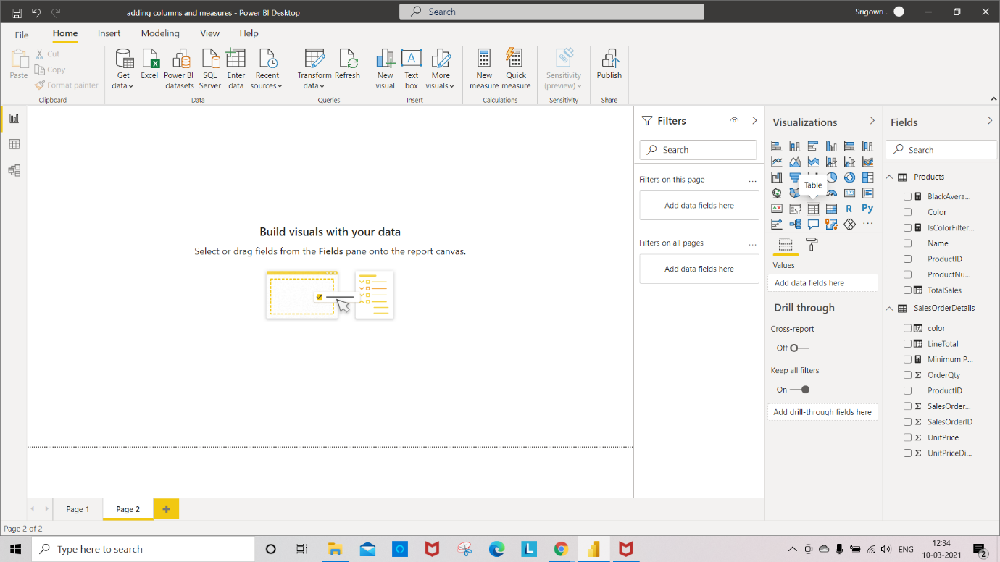 adding columns and measures - Power BI Desktop
Search
Srigowri .
File
Home
Insert
Modeling
View
Help
Paste
Cut
Copy
Format painter
Clipboard
Get
data
Excel
Power BI
datasets
SQL
Server
Enter
data
Recent
sources
Data
Transform
data
Refresh
Queries
New
visual
Text
box
More
visuals
Insert
New
measure
Quick
measure
Calculations
Sensitivity
(preview)
Sensitivity
Publish
Share
Build visuals with your data
Select or drag fields from the Fields pane onto the report canvas.
Filters
Search
Filters on this page
...
Add data fields here
Filters on all pages
...
Add data fields here
Visualizations
Table
R
Py
...
Values
Add data fields here
Drill through
Cross-report
Off
Keep all filters
On
Add drill-through fields here
Fields
Search
Products
BlackAvera...
Color
IsColorFilter...
Name
ProductID
ProductNu...
TotalSales
SalesOrderDetails
color
LineTotal
Minimum P...
Σ OrderQty
ProductID
Σ SalesOrder...
Σ SalesOrderID
Σ UnitPrice
Σ UnitPriceDi...
Page 1
Page 2
+
Page 2 of 2
Type here to search
L
ENG
12:34
10-03-2021
2